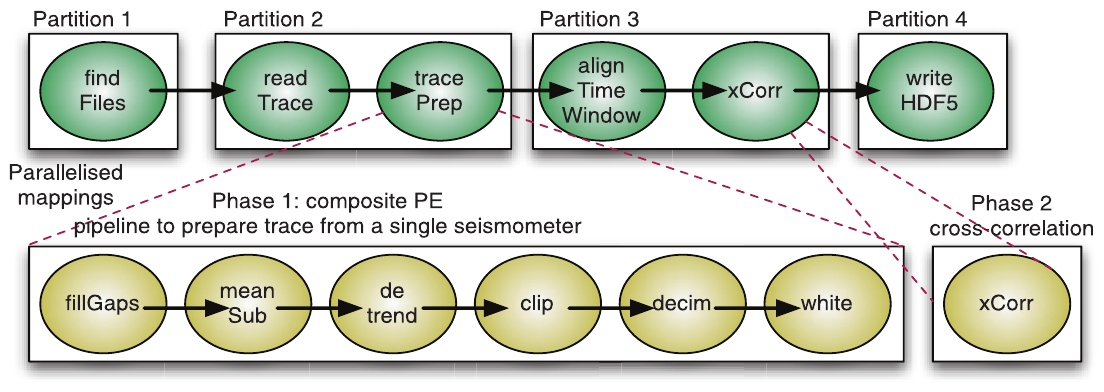 Partition 1
Partition 2
Partition 3
Partition 4
find
Files
read
Trace
trace
Prep
align
Time
Window
xCorr
write
HDF5
Parallelised
mappings
Phase 1: composite PE
pipeline to prepare trace from a single seismometer
Phase 2
cross correlation
fillGaps
mean
Sub
de
trend
clip
decim
white
xCorr